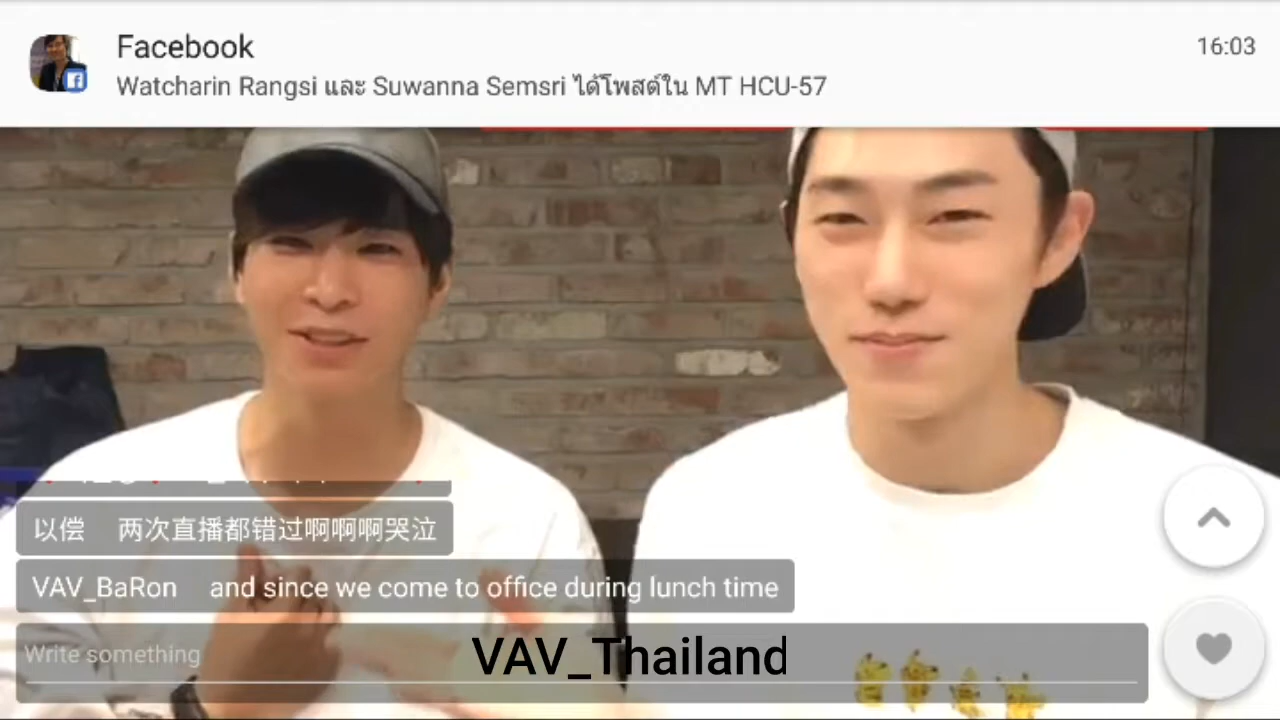 Facebook
16:03
Watcharin Rangsi และ Suwanna Semsri ได้โพสต์ใน MT HCU-57
以偿 两次直播都错过啊啊啊哭泣
VAV_BaRon and since we come to office during lunch time
Write something
VAV_Thailand